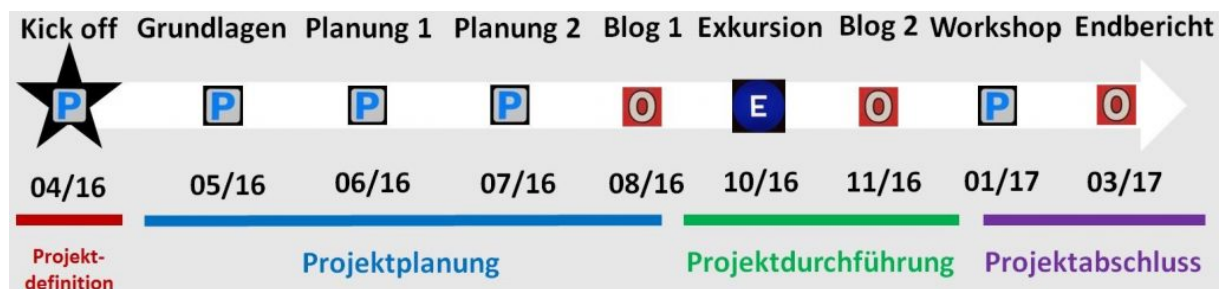 Kick off Grundlagen Planung 1 Planung 2 Blog 1 Exkursion Blog 2 Workshop Endbericht
P P P P O E O P O
04/16 05/16 06/16 07/16 08/16 10/16 11/16 01/17 03/17
Projekt-
definition
Projektplanung
Projektdurchführung
Projektabschluss